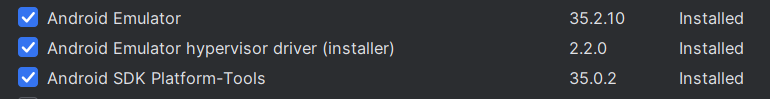 Android Emulator 35.2.10 Installed
Android Emulator hypervisor driver (installer) 2.2.0 Installed
Android SDK Platform-Tools 35.0.2 Installed